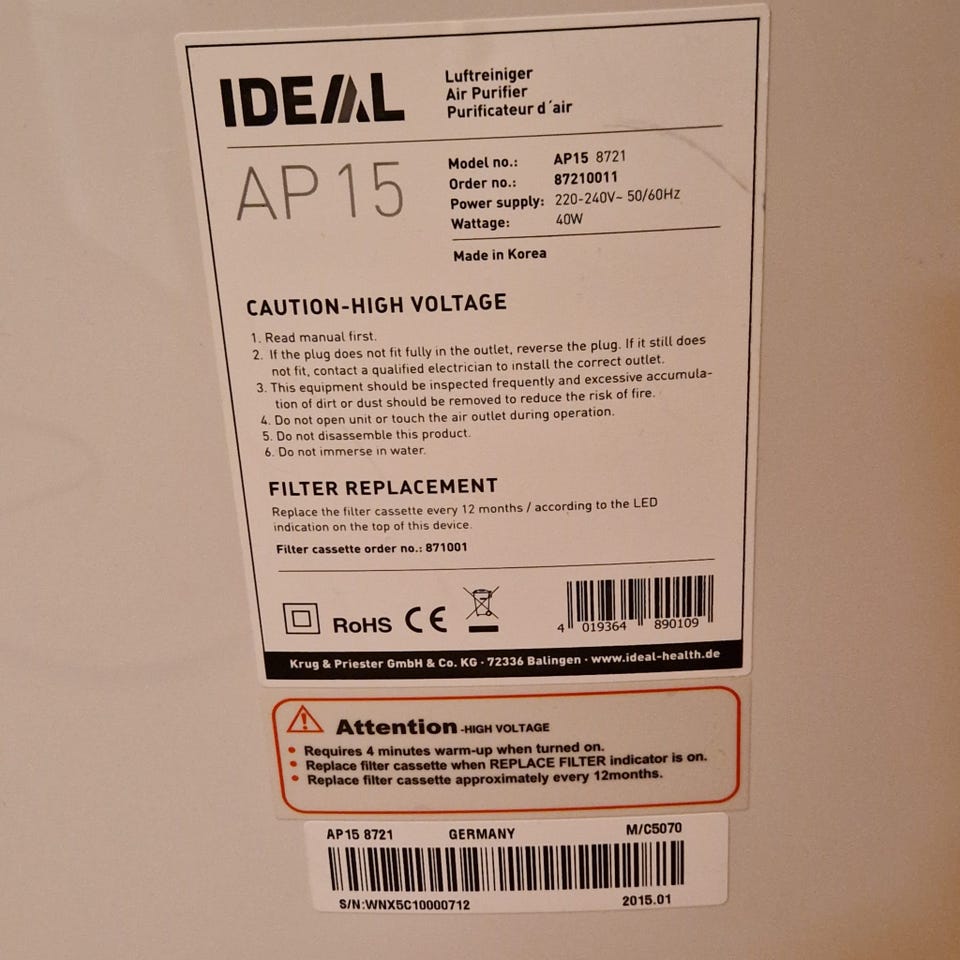 IDEAL
Luftreiniger
Air Purifier
Purificateur d´air
AP15
Model no.: AP15 8721
Order no.: 87210011
Power supply: 220-240V~ 50/60Hz
Wattage: 40W
Made in Korea
CAUTION-HIGH VOLTAGE
1. Read manual first.
2. If the plug does not fit fully in the outlet, reverse the plug. If it still does
not fit, contact a qualified electrician to install the correct outlet.
3. This equipment should be inspected frequently and excessive accumula-
tion of dirt or dust should be removed to reduce the risk of fire.
4. Do not open unit or touch the air outlet during operation.
5. Do not disassemble this product.
6. Do not immerse in water.
FILTER REPLACEMENT
Replace the filter cassette every 12 months / according to the LED
indication on the top of this device.
Filter cassette order no.: 871001
RoHS CE
4 019364 890109
Krug & Priester GmbH & Co. KG · 72336 Balingen · www.ideal-health.de
Attention -HIGH VOLTAGE
• Requires 4 minutes warm-up when turned on.
• Replace filter cassette when REPLACE FILTER indicator is on.
• Replace filter cassette approximately every 12months.
AP15 8721 GERMANY M/C5070
S/N:WNX5C10000712 2015.01